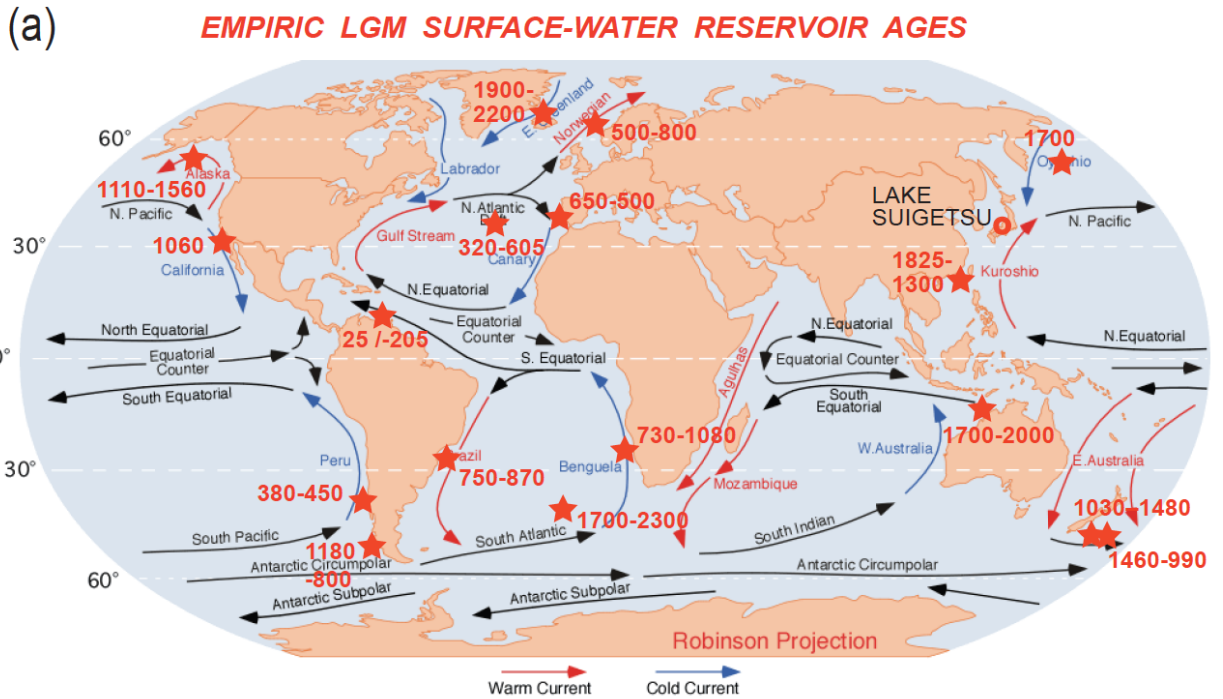 (a)
EMPIRIC LGM SURFACE-WATER RESERVOIR AGES
1900-
2200
E. Greenland
Norwegian
500-800
60°
1700
Oyashio
Alaska
1110-1560
Labrador
N. Pacific
650-500
N. Atlantic
LAKE
SUIGETSU
N. Pacific
30°
1060
Gulf Stream
320-605
California
Canary
1825-
1300
Kuroshio
N.Equatorial
North Equatorial
25 /-205
Equatorial
Counter
N.Equatorial
N.Equatorial
0°
Equatorial
Counter
S. Equatorial
Equatorial Counter
South Equatorial
Agulhas
South
Equatorial
1700-2000
730-1080
30°
Peru
azil
750-870
Benguela
Mozambique
W.Australia
E.Australia
380-450
1700-2300
1030-1480
South Pacific
1180
-800
South Atlantic
South Indian
1460-990
60°
Antarctic Circumpolar
Antarctic Circumpolar
Antarctic Subpolar
Antarctic Subpolar
Robinson Projection
Warm Current
Cold Current